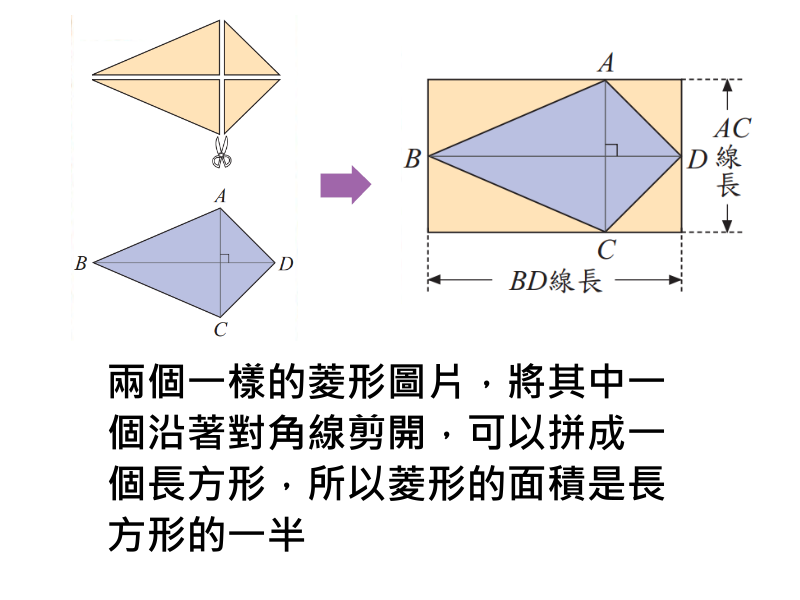 A
B
D
C
A
B
D
C
AC
線
長
BD線長
兩個一樣的菱形圖片，將其中一
個沿著對角線剪開，可以拼成一
個長方形，所以菱形的面積是長
方形的一半